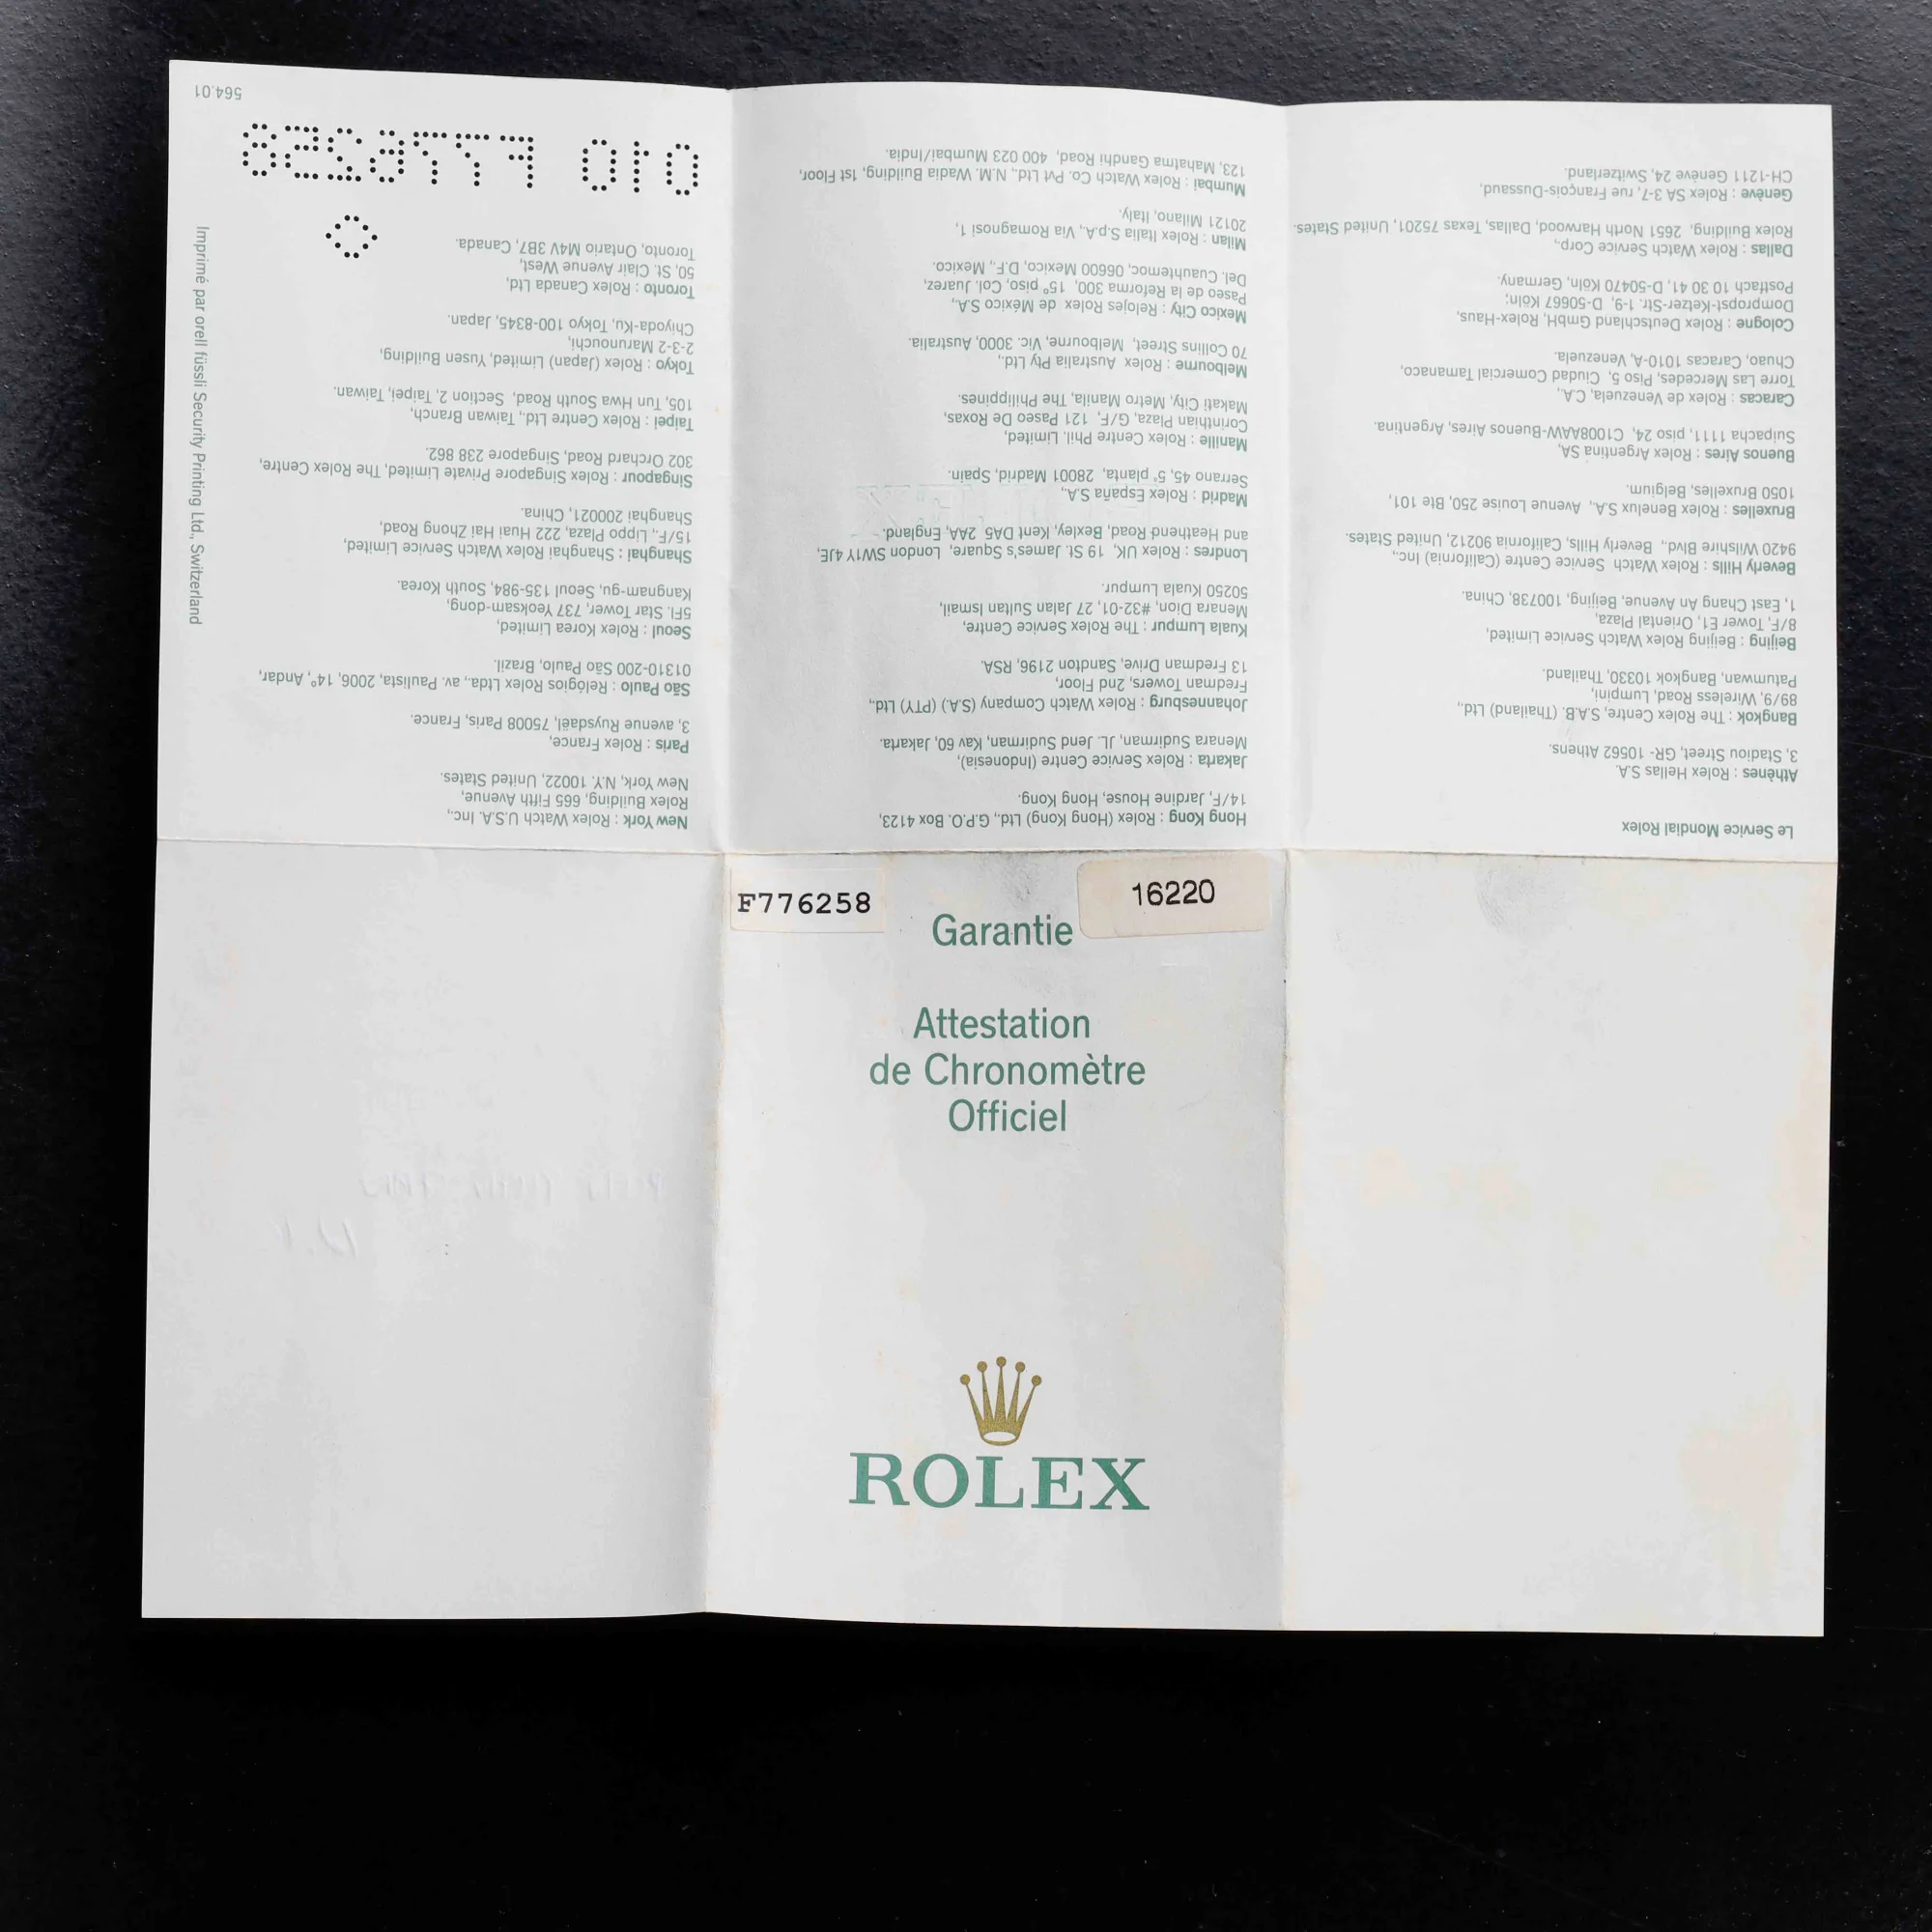 Le Service Mondial Rolex
Athènes : Rolex Hellas S.A.
3, Stadiou Street, GR- 10562 Athens.
Bangkok : The Rolex Centre, S.A.B. (Thailand) Ltd.,
89/9, Wireless Road, Lumpini,
Patumwan, Bangkok 10330, Thailand.
Beijing : Beijing Rolex Watch Service Limited,
8/F, Tower E1, Oriental Plaza,
1, East Chang An Avenue, Beijing, 100738, China.
Beverly Hills : Rolex Watch Service Centre (California) Inc.,
9420 Wilshire Blvd., Beverly Hills, California 90212, United States.
Bruxelles : Rolex Benelux S.A., Avenue Louise 250, Bte 101,
1050 Bruxelles, Belgium.
Buenos Aires : Rolex Argentina SA,
Suipacha 1111, piso 24, C1008AAW-Buenos Aires, Argentina.
Caracas : Rolex de Venezuela, C.A.,
Torre Las Mercedes, Piso 5, Ciudad Comercial Tamanaco,
Chuao, Caracas 1010-A, Venezuela.
Cologne : Rolex Deutschland GmbH, Rolex-Haus,
Dompropst-Ketzer-Str. 1-9, D-50667 Köln;
Postfach 10 30 41, D-50470 Köln, Germany.
Dallas : Rolex Watch Service Corp.,
Rolex Building, 2651 North Harwood, Dallas, Texas 75201, United States.
Genève : Rolex SA 3-7, rue François-Dussaud,
CH-1211 Genève 24, Switzerland.
Hong Kong : Rolex (Hong Kong) Ltd., G.P.O. Box 4123,
14/F, Jardine House, Hong Kong.
Jakarta : Rolex Service Centre (Indonesia),
Menara Sudirman, JL. Jend Sudirman, Kav 60, Jakarta.
Johannesburg : Rolex Watch Company (S.A.) (PTY) Ltd.,
Fredman Towers, 2nd Floor,
13 Fredman Drive, Sandton 2196, RSA.
Kuala Lumpur : The Rolex Service Centre,
Menara Dion, #32-01, 27 Jalan Sultan Ismail,
50250 Kuala Lumpur.
Londres : Rolex UK, 19 St. James's Square, London SW1Y 4JE,
and Heathend Road, Bexley, Kent DA5 2AA, England.
Madrid : Rolex España S.A.,
Serrano 45, 5° planta, 28001 Madrid, Spain.
Manille : Rolex Centre Phil. Limited,
Corinthian Plaza, G/F, 121 Paseo De Roxas,
Makati City, Metro Manila, The Philippines.
Melbourne : Rolex Australia Pty Ltd.,
70 Collins Street, Melbourne, Vic. 3000, Australia.
Mexico City : Relojes Rolex de México S.A.,
Paseo de la Reforma 300, 15° piso, Col. Juarez,
Del. Cuauhtemoc, 06600 Mexico, D.F., Mexico.
Milan : Rolex Italia S.p.A., Via Romagnosi 1,
20121 Milano, Italy.
Mumbai : Rolex Watch Co. Pvt Ltd., N.M. Wadia Building, 1st Floor,
123, Mahatma Gandhi Road, 400 023 Mumbai/India.
New York : Rolex Watch U.S.A. Inc.,
Rolex Building, 665 Fifth Avenue,
New York, N.Y. 10022, United States.
Paris : Rolex France,
3, avenue Ruysdaël, 75008 Paris, France.
São Paulo : Relógios Rolex Ltda., av. Paulista, 2006, 14°, Andar,
01310-200 São Paulo, Brazil.
Seoul : Rolex Korea Limited,
5Fl. Star Tower, 737 Yeoksam-dong,
Kangnam-gu, Seoul 135-984, South Korea.
Shanghai : Shanghai Rolex Watch Service Limited,
15/F., Lippo Plaza, 222 Huai Hai Zhong Road,
Shanghai 200021, China.
Singapour : Rolex Singapore Private Limited, The Rolex Centre,
302 Orchard Road, Singapore 238 862.
Taipei : Rolex Centre Ltd., Taiwan Branch,
105, Tun Hwa South Road, Section 2, Taipei, Taiwan.
Tokyo : Rolex (Japan) Limited, Yusen Building,
2-3-2 Marunouchi,
Chiyoda-Ku, Tokyo 100-8345, Japan.
Toronto : Rolex Canada Ltd,
50, St. Clair Avenue West,
Toronto, Ontario M4V 3B7, Canada.
010 F776258
564.01
Imprimé par orell füssli Security Printing Ltd., Switzerland
F776258
16220
Garantie
Attestation
de Chronomètre
Officiel
ROLEX